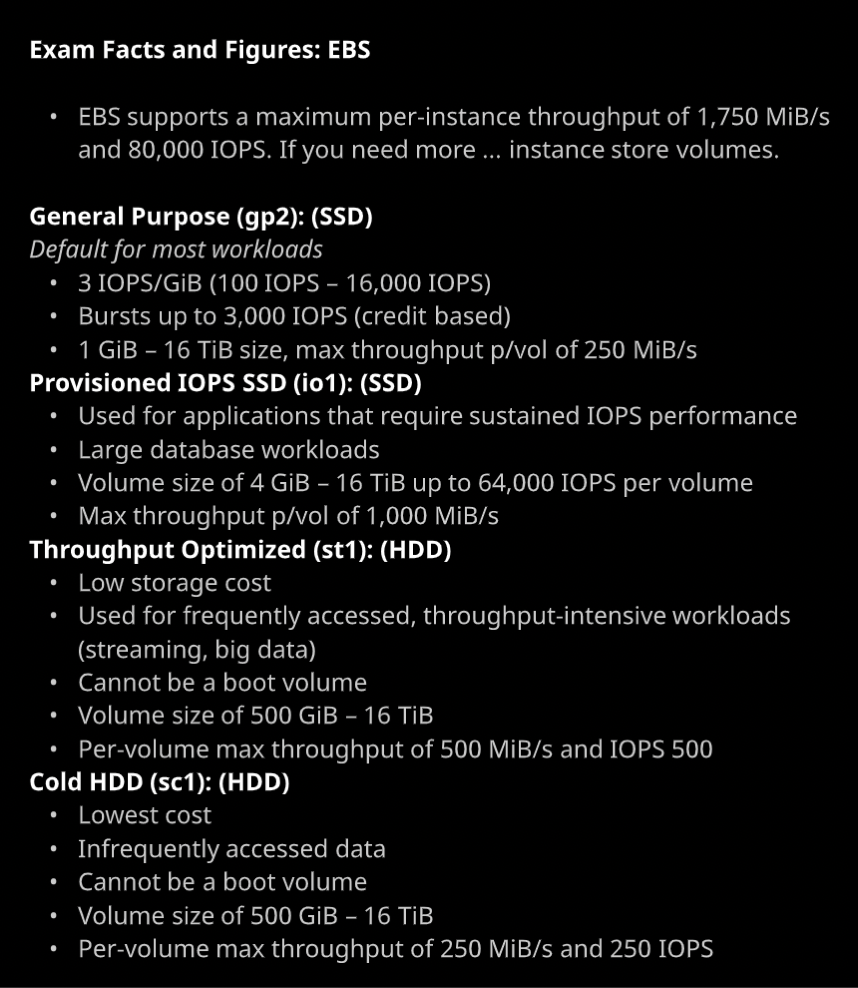 Exam Facts and Figures: EBS
• EBS supports a maximum per-instance throughput of 1,750 MiB/s
and 80,000 IOPS. If you need more ... instance store volumes.
General Purpose (gp2): (SSD)
Default for most workloads
• 3 IOPS/GiB (100 IOPS – 16,000 IOPS)
• Bursts up to 3,000 IOPS (credit based)
• 1 GiB – 16 TiB size, max throughput p/vol of 250 MiB/s
Provisioned IOPS SSD (io1): (SSD)
• Used for applications that require sustained IOPS performance
• Large database workloads
• Volume size of 4 GiB – 16 TiB up to 64,000 IOPS per volume
• Max throughput p/vol of 1,000 MiB/s
Throughput Optimized (st1): (HDD)
• Low storage cost
• Used for frequently accessed, throughput-intensive workloads
(streaming, big data)
• Cannot be a boot volume
• Volume size of 500 GiB – 16 TiB
• Per-volume max throughput of 500 MiB/s and IOPS 500
Cold HDD (sc1): (HDD)
• Lowest cost
• Infrequently accessed data
• Cannot be a boot volume
• Volume size of 500 GiB – 16 TiB
• Per-volume max throughput of 250 MiB/s and 250 IOPS